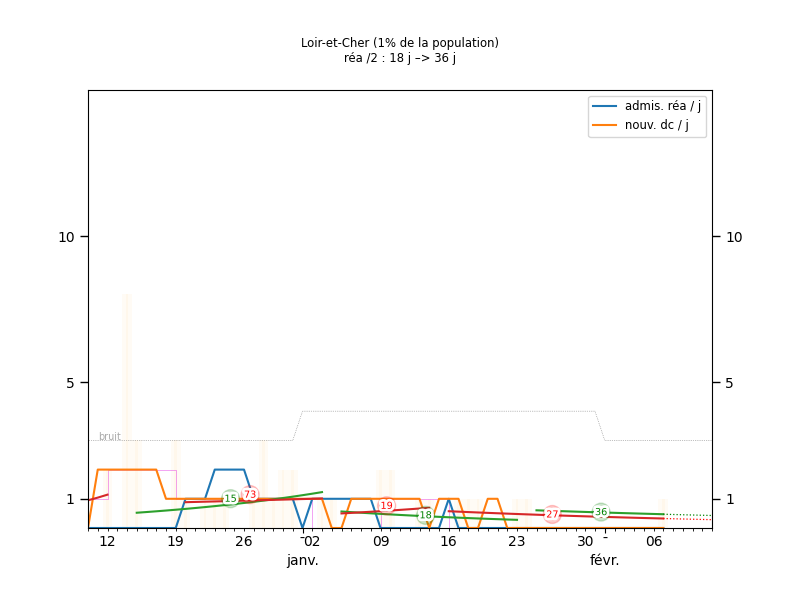 Loir-et-Cher (1% de la population)
réa /2 : 18 j –> 36 j
admis. réa / j
nouv. dc / j
10 10
5 5
bruit
1 1
15 73 19 18 27 36
12 19 26 02 09 16 23 30 06
janv. févr.